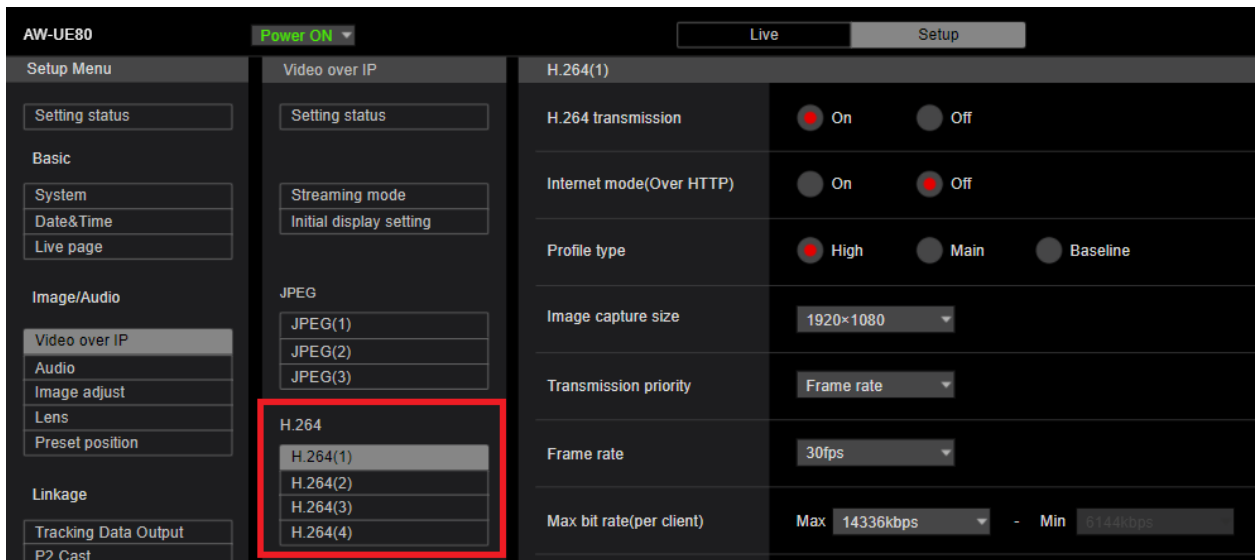 AW-UE80
Power ON
Live
Setup
Setup Menu
Setting status
Basic
System
Date&Time
Live page
Image/Audio
Video over IP
Audio
Image adjust
Lens
Preset position
Linkage
Tracking Data Output
P2 Cast
Video over IP
Setting status
Streaming mode
Initial display setting
JPEG
JPEG(1)
JPEG(2)
JPEG(3)
H.264
H.264(1)
H.264(2)
H.264(3)
H.264(4)
H.264(1)
H.264 transmission
On
Off
Internet mode(Over HTTP)
On
Off
Profile type
High
Main
Baseline
Image capture size
1920×1080
Transmission priority
Frame rate
Frame rate
30fps
Max bit rate(per client)
Max 14336kbps - Min 6144kbps